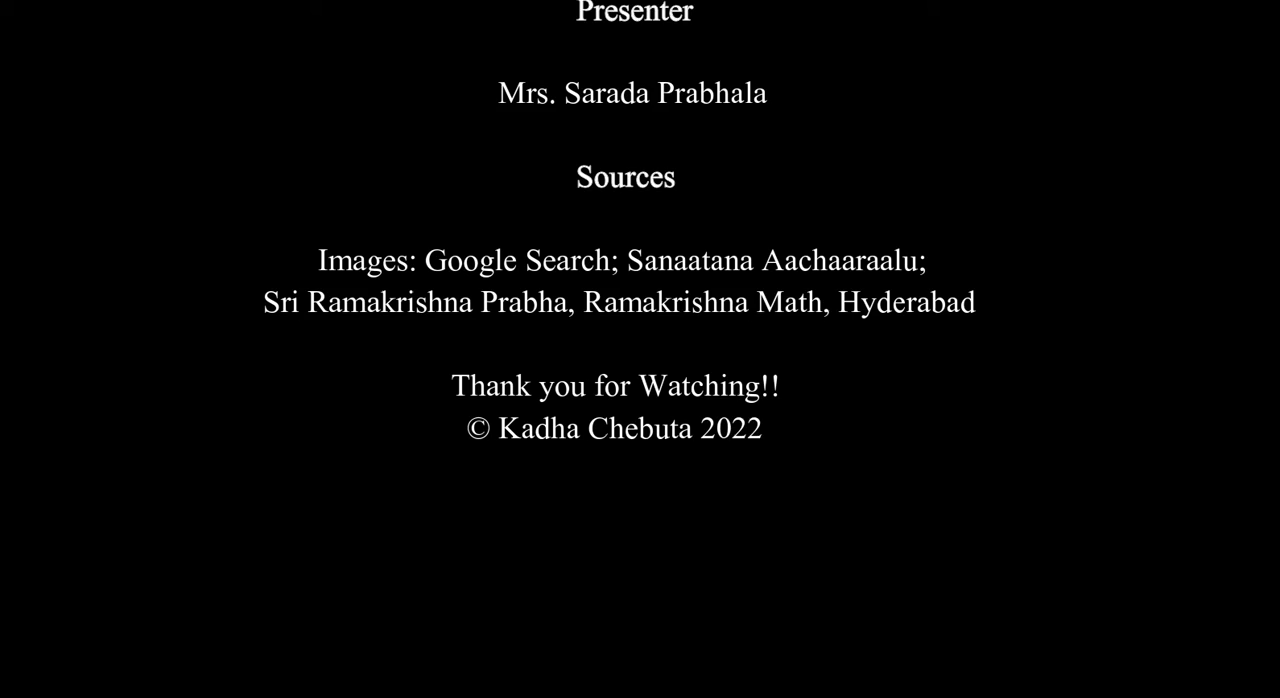 Presenter
Mrs. Sarada Prabhala
Sources
Images: Google Search; Sanaatana Aachaaraalu;
Sri Ramakrishna Prabha, Ramakrishna Math, Hyderabad
Thank you for Watching!!
© Kadha Chebuta 2022